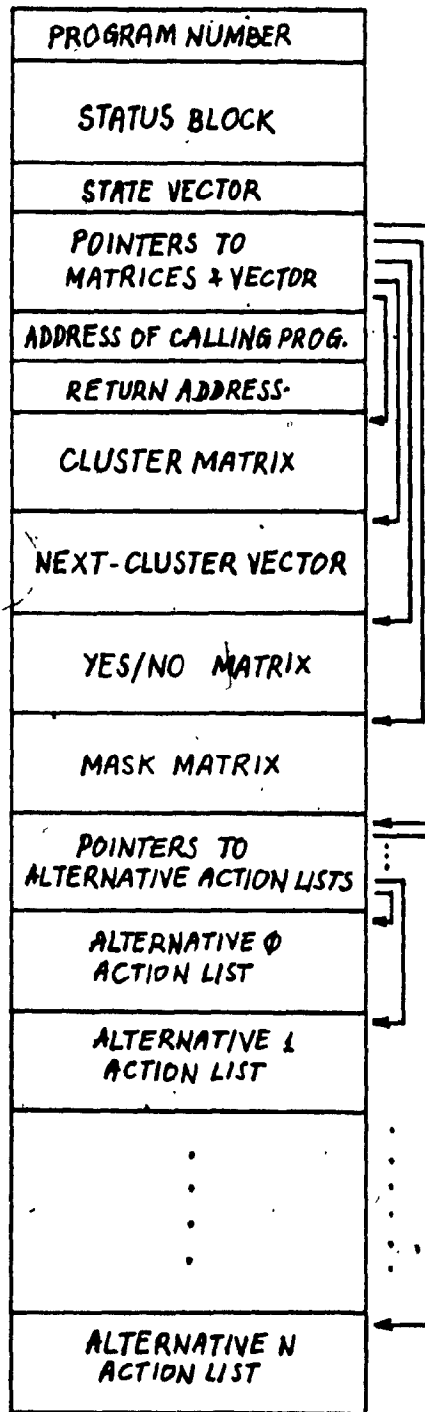 PROGRAM NUMBER
STATUS BLOCK
STATE VECTOR
POINTERS TO
MATRICES & VECTOR
ADDRESS OF CALLING PROG.
RETURN ADDRESS.
CLUSTER MATRIX
NEXT-CLUSTER VECTOR
YES/NO MATRIX
MASK MATRIX
POINTERS TO
ALTERNATIVE ACTION LISTS
ALTERNATIVE φ
ACTION LIST
ALTERNATIVE 1
ACTION LIST
ALTERNATIVE N
ACTION LIST